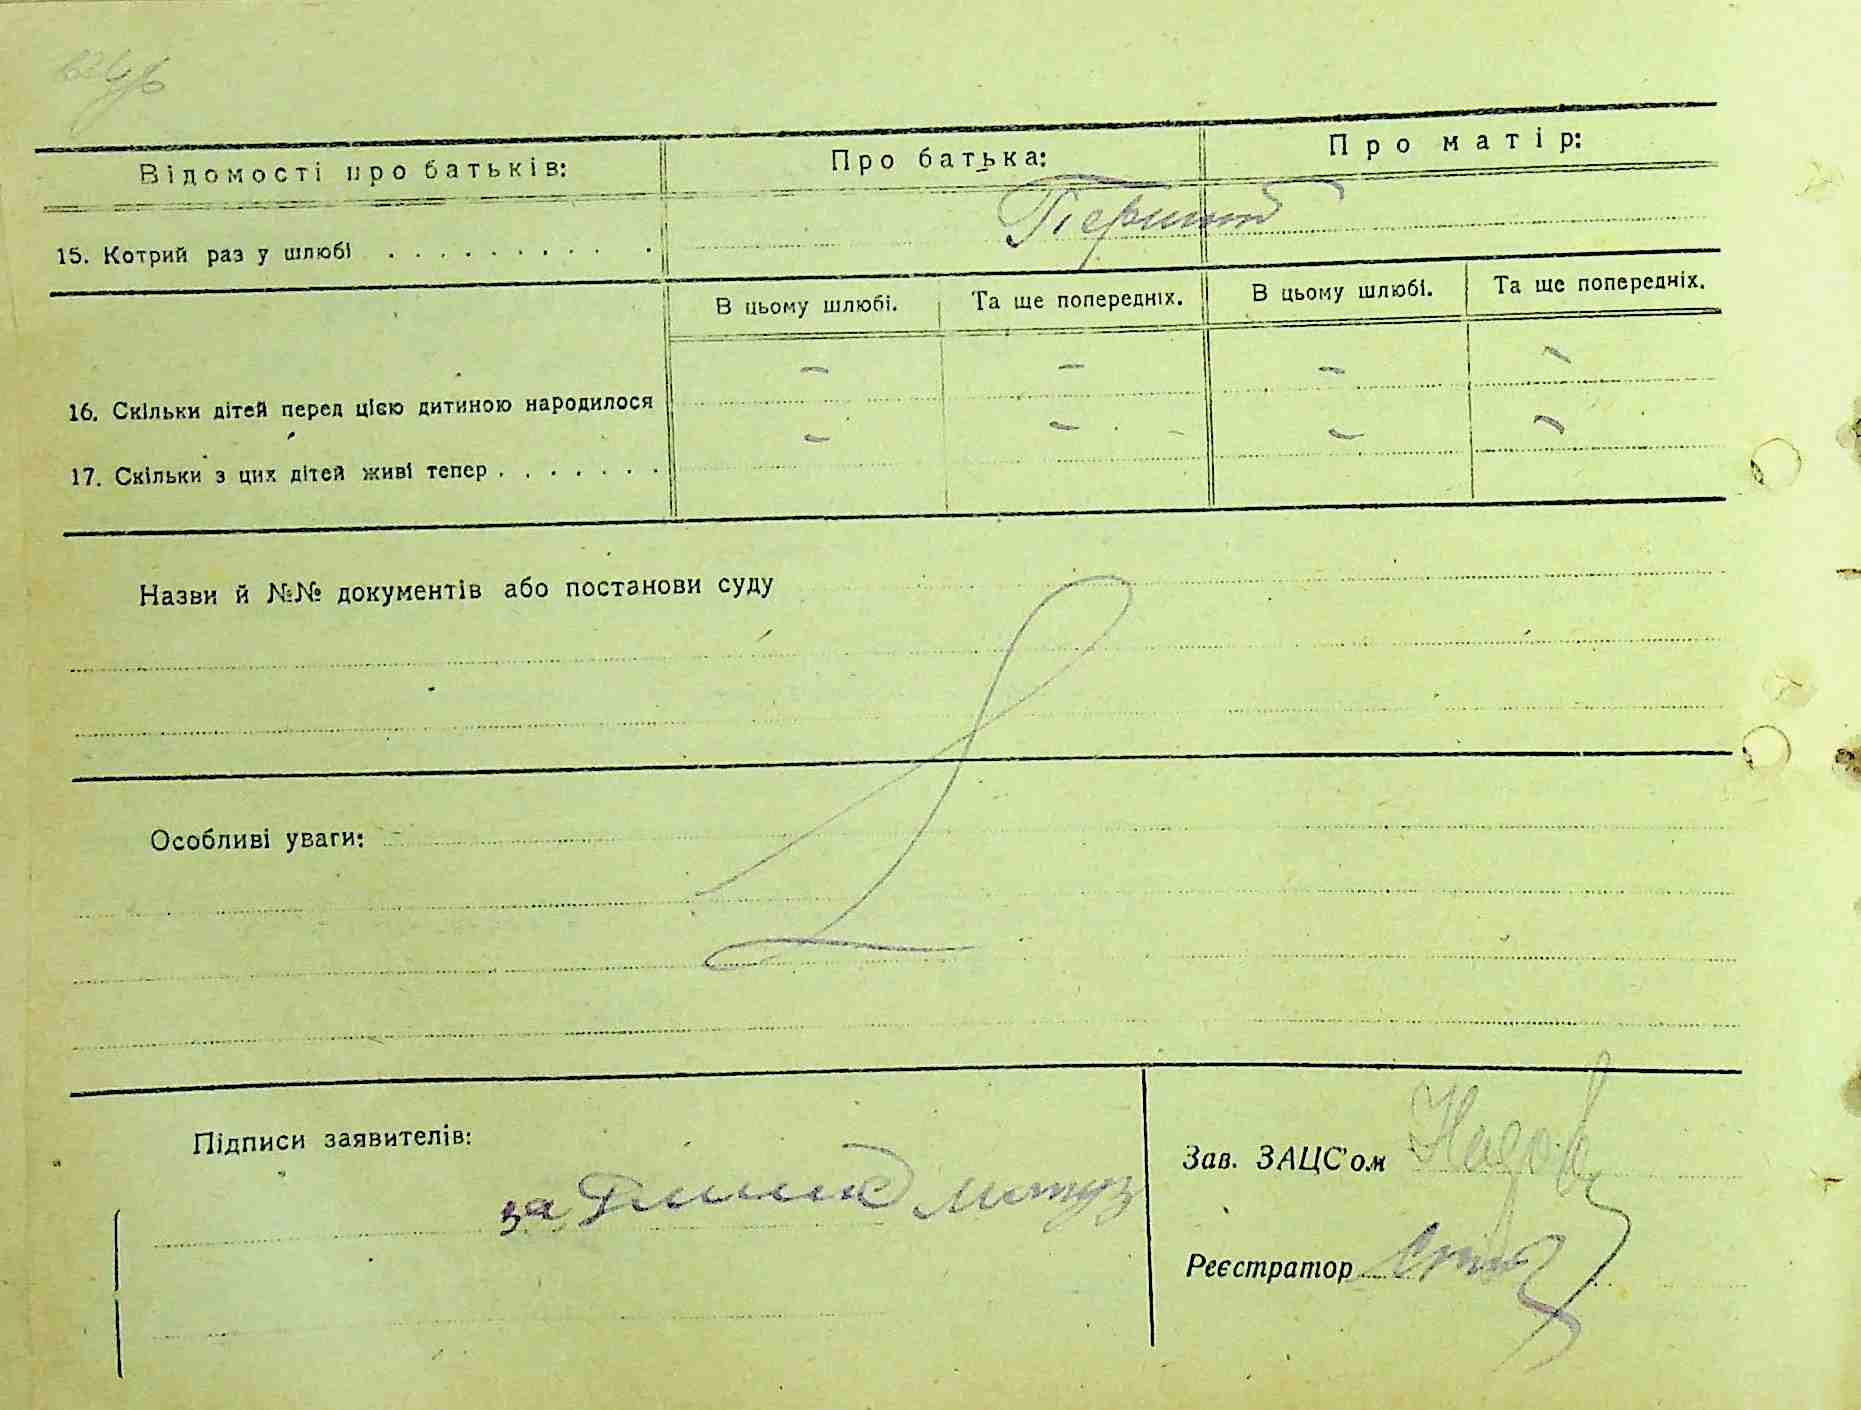 Відомості про батьків: Про батька: Про матір:
15. Котрий раз у шлюбі . . . . . . . . . . Перший
В цьому шлюбі. Та ще попередніх. В цьому шлюбі. Та ще попередніх.
– – – –
16. Скільки дітей перед цією дитиною народилося
– – – –
17. Скільки з цих дітей живі тепер . . . . . . .
Назви й №№ документів або постанови суду
Особливі уваги:
Підписи заявителів:
Зав. ЗАЦС'ом
за
Реєстратор